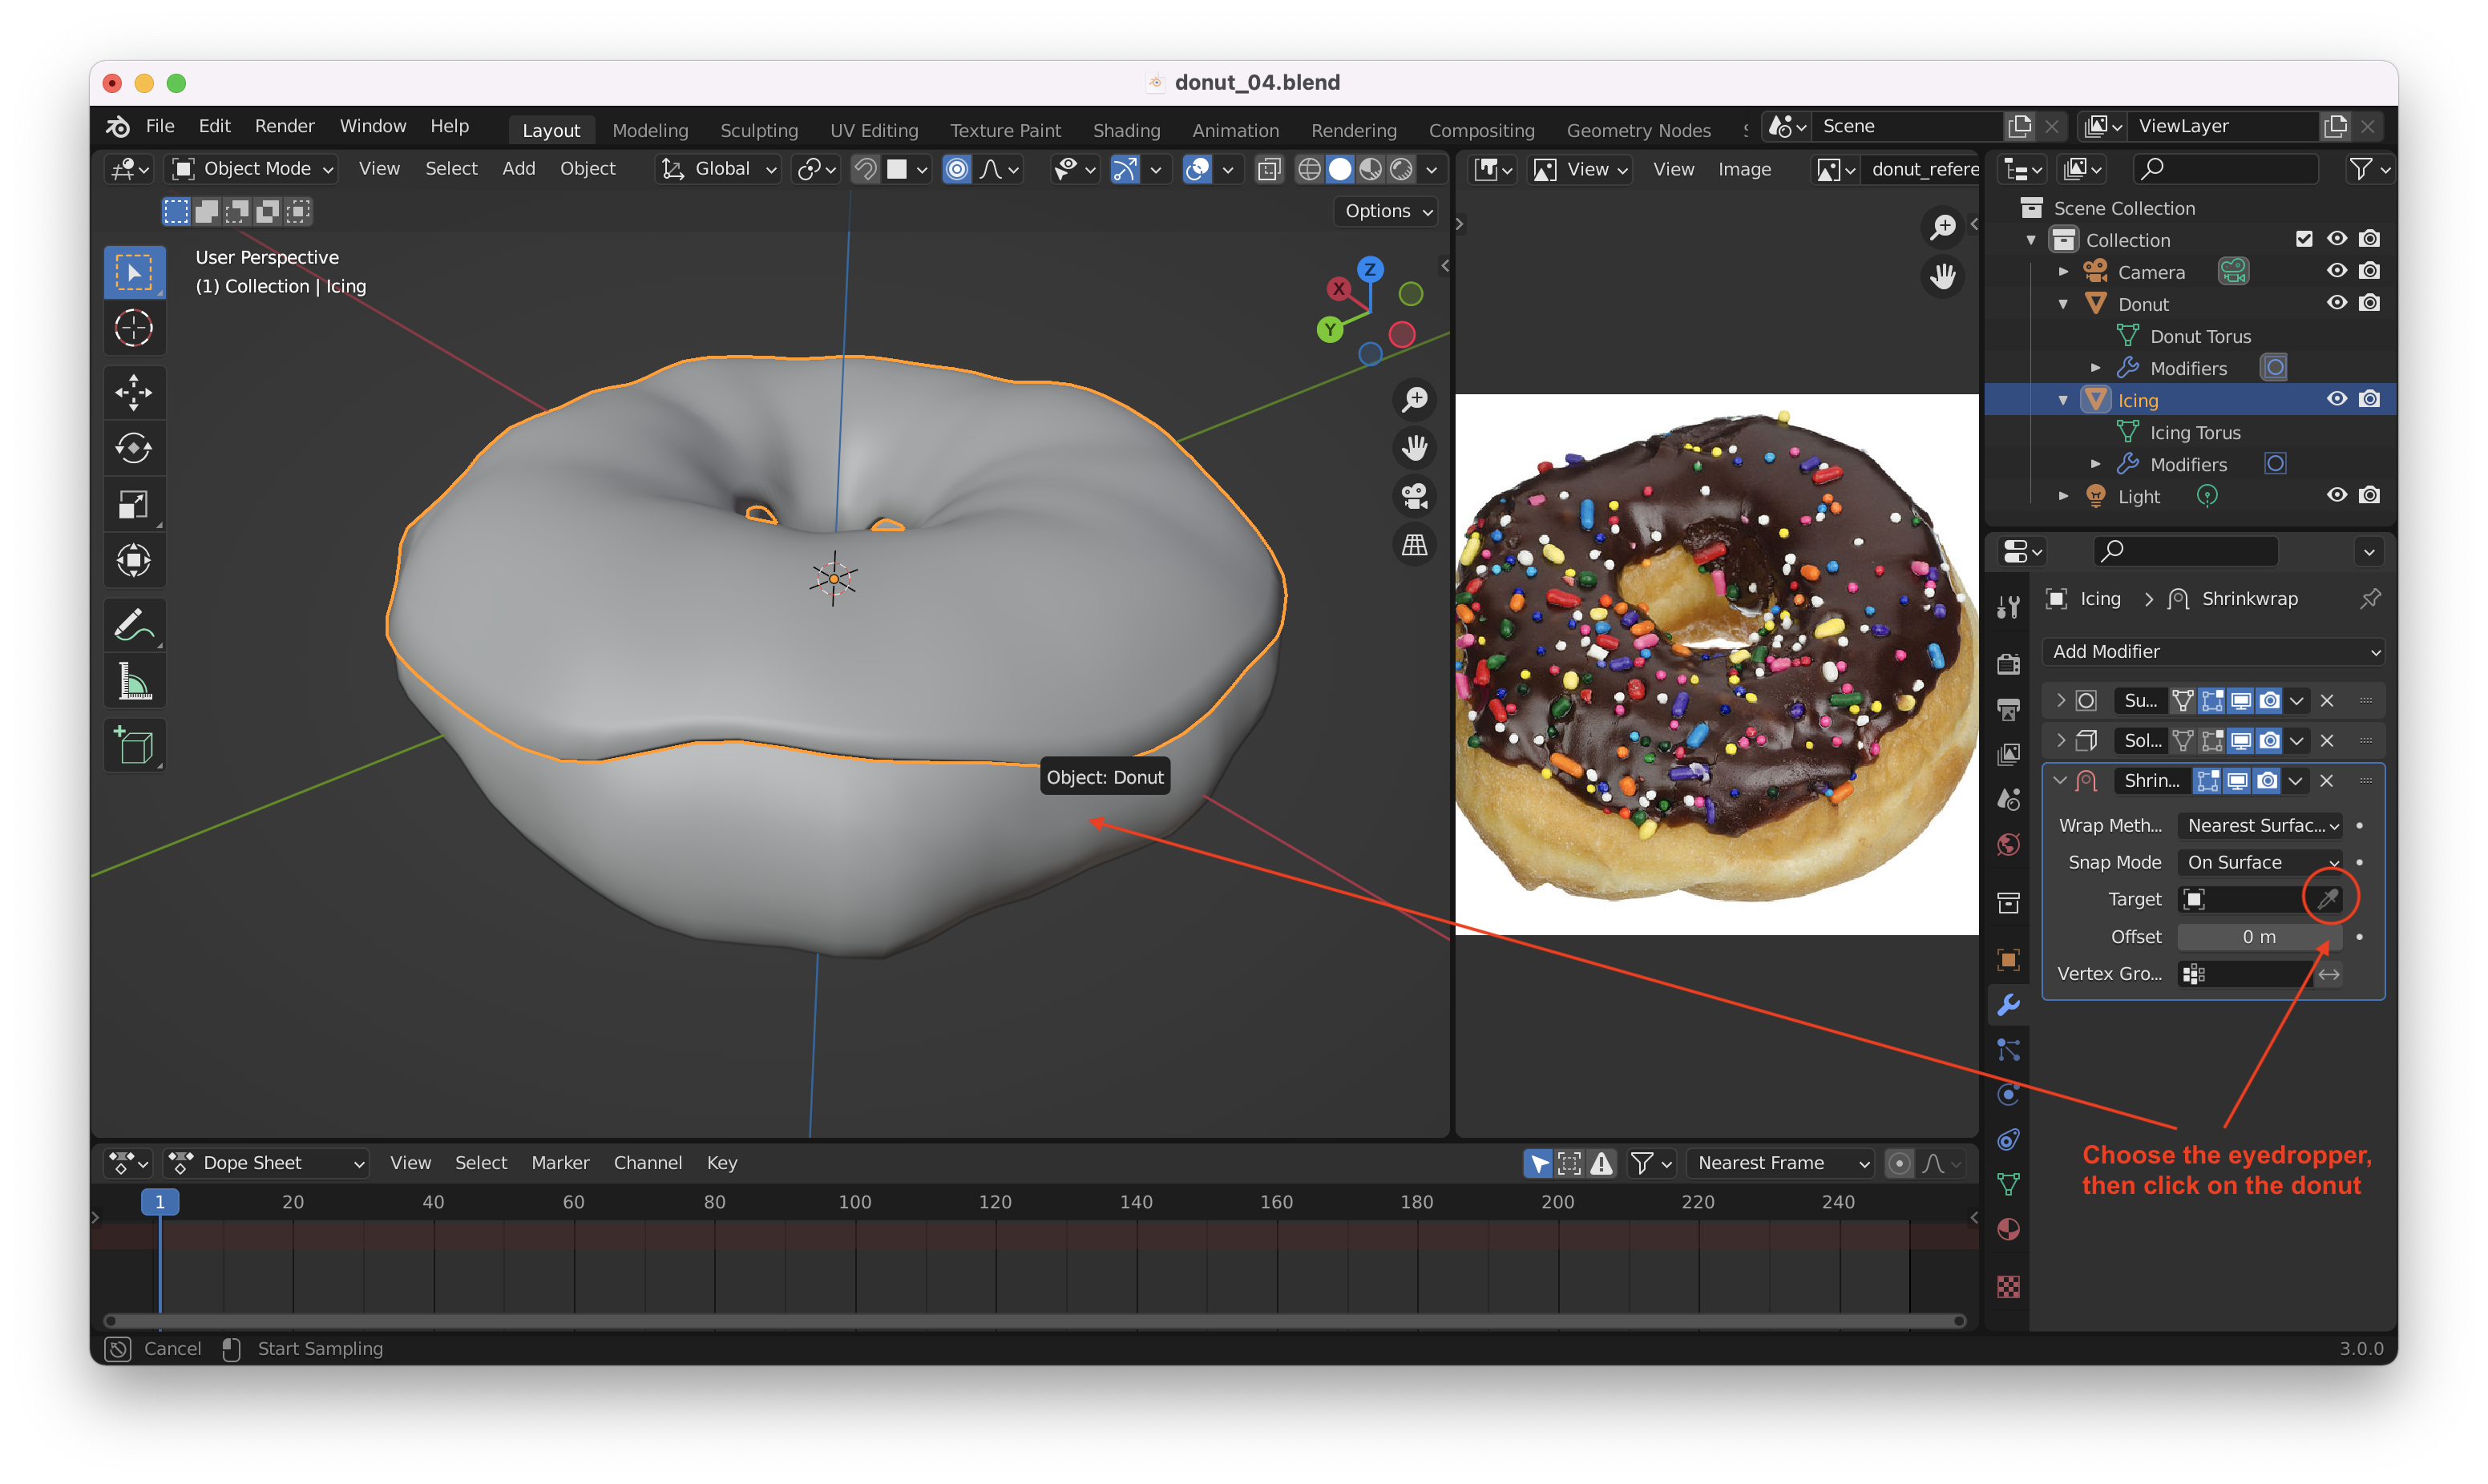 donut_04.blend
File Edit Render Window Help Layout Modeling Sculpting UV Editing Texture Paint Shading Animation Rendering Compositing Geometry Nodes Scene ViewLayer
Object Mode View Select Add Object Global View View Image donut_refere
Options
User Perspective
(1) Collection | Icing
Z
X
Y
Object: Donut
Scene Collection
Collection
Camera
Donut
Donut Torus
Modifiers
Icing
Icing Torus
Modifiers
Light
Icing > Shrinkwrap
Add Modifier
Su...
Sol...
Shrin...
Wrap Meth... Nearest Surfac...
Snap Mode On Surface
Target
Offset 0 m
Vertex Gro...
Choose the eyedropper,
then click on the donut
Dope Sheet View Select Marker Channel Key Nearest Frame
1 20 40 60 80 100 120 140 160 180 200 220 240
Cancel Start Sampling 3.0.0